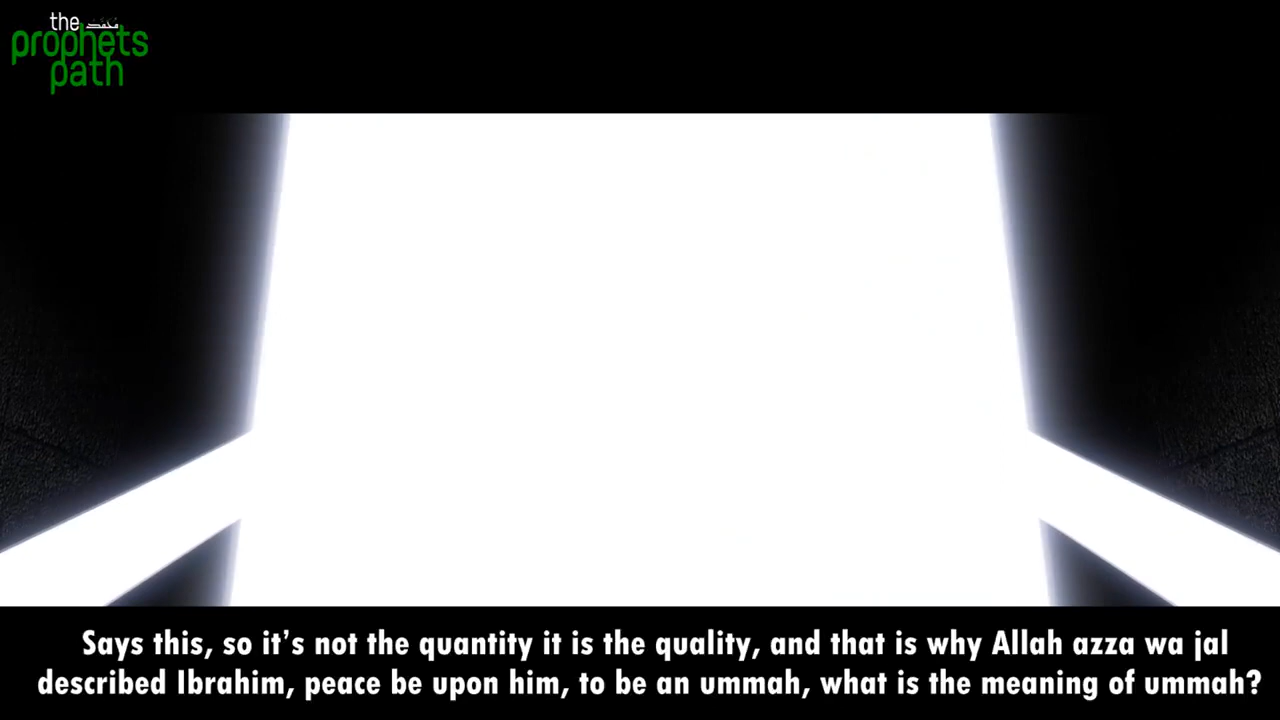 the محمد
prophets
path
Says this, so it’s not the quantity it is the quality, and that is why Allah azza wa jal
described Ibrahim, peace be upon him, to be an ummah, what is the meaning of ummah?